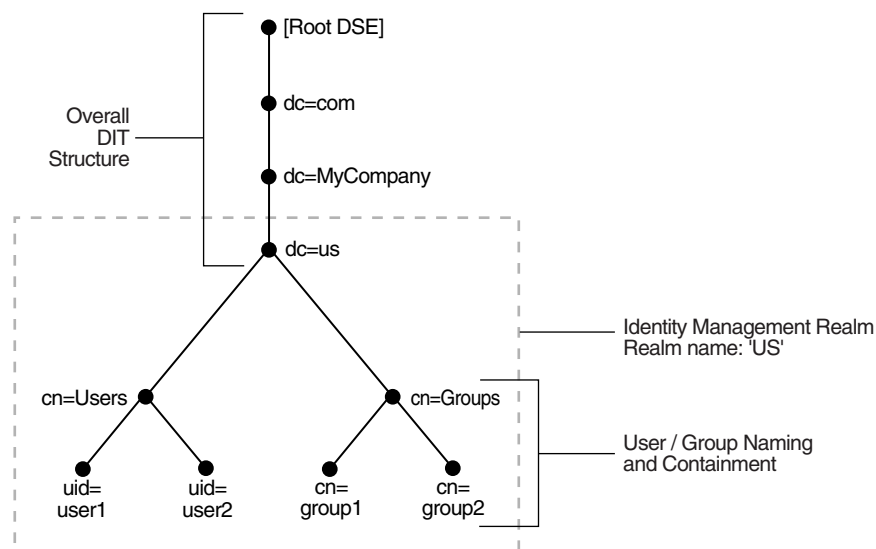 [Root DSE]
dc=com
Overall
DIT
Structure
dc=MyCompany
dc=us
Identity Management Realm
Realm name: 'US'
cn=Users
cn=Groups
User / Group Naming
and Containment
uid=
user1
uid=
user2
cn=
group1
cn=
group2